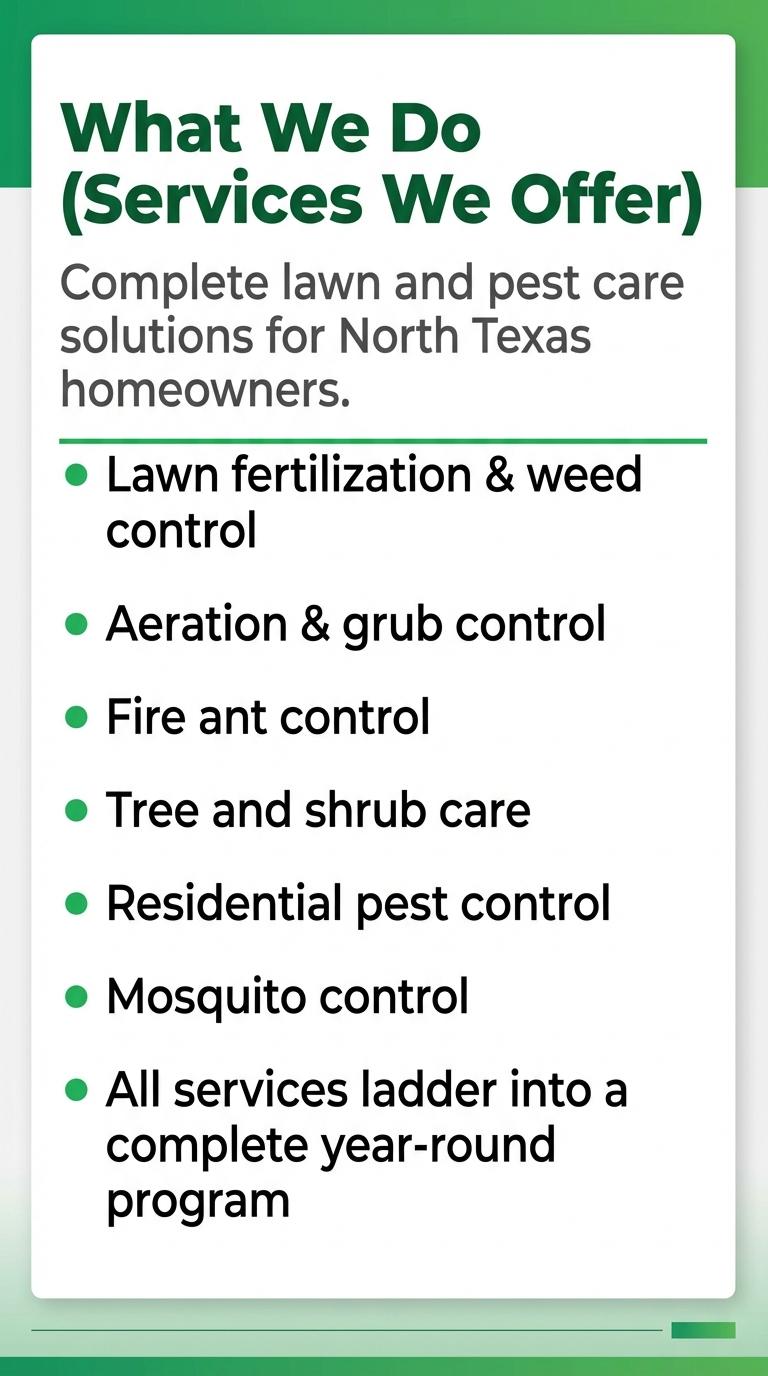 What We Do
(Services We Offer)
Complete lawn and pest care
solutions for North Texas
homeowners.
• Lawn fertilization & weed
control
• Aeration & grub control
• Fire ant control
• Tree and shrub care
• Residential pest control
• Mosquito control
• All services ladder into a
complete year-round
program